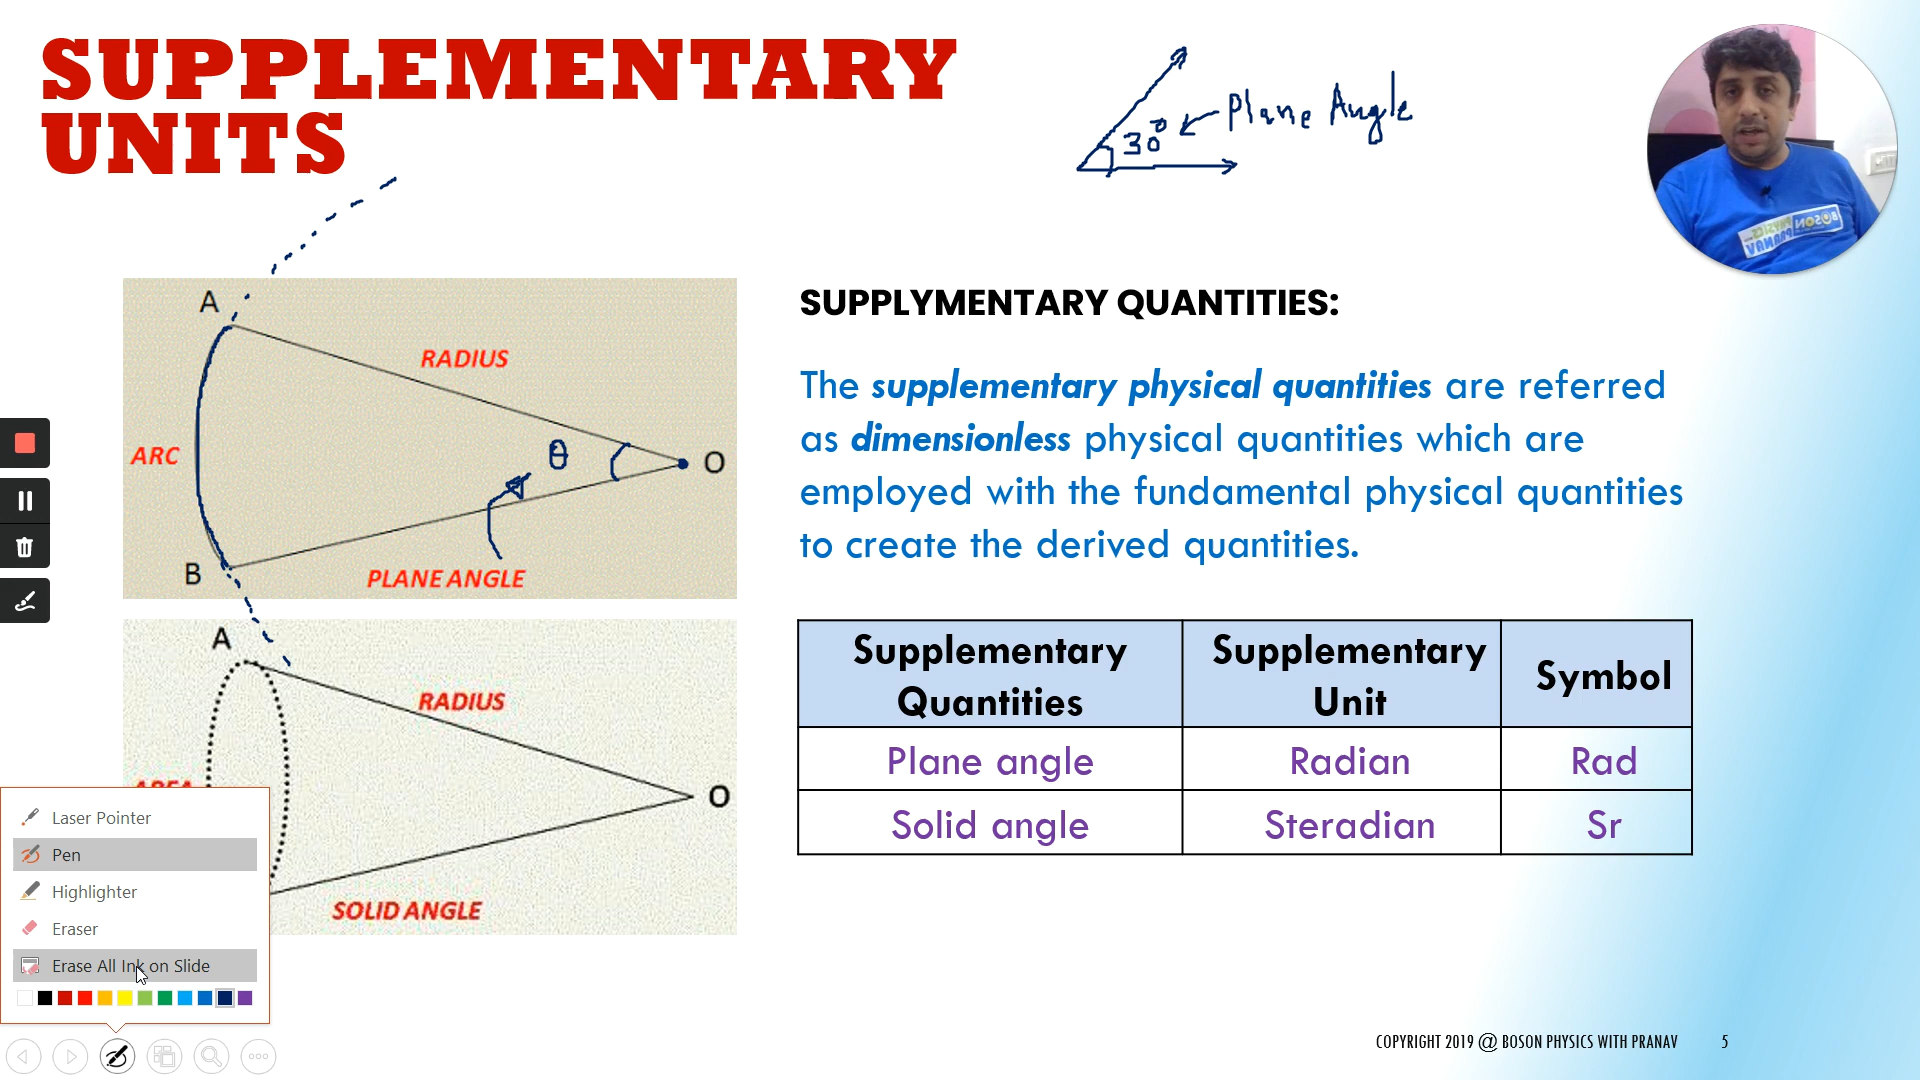 SUPPLEMENTARY
UNITS
30° Plane Angle
BOSON
PHYSICS
PRANAV
A
RADIUS
θ
O
ARC
B
PLANE ANGLE
A
RADIUS
O
SOLID ANGLE
SUPPLYMENTARY QUANTITIES:
The supplementary physical quantities are referred
as dimensionless physical quantities which are
employed with the fundamental physical quantities
to create the derived quantities.
Supplementary Quantities Supplementary Unit Symbol
Plane angle Radian Rad
Solid angle Steradian Sr
Laser Pointer
Pen
Highlighter
Eraser
Erase All Ink on Slide
COPYRIGHT 2019 @ BOSON PHYSICS WITH PRANAV 5